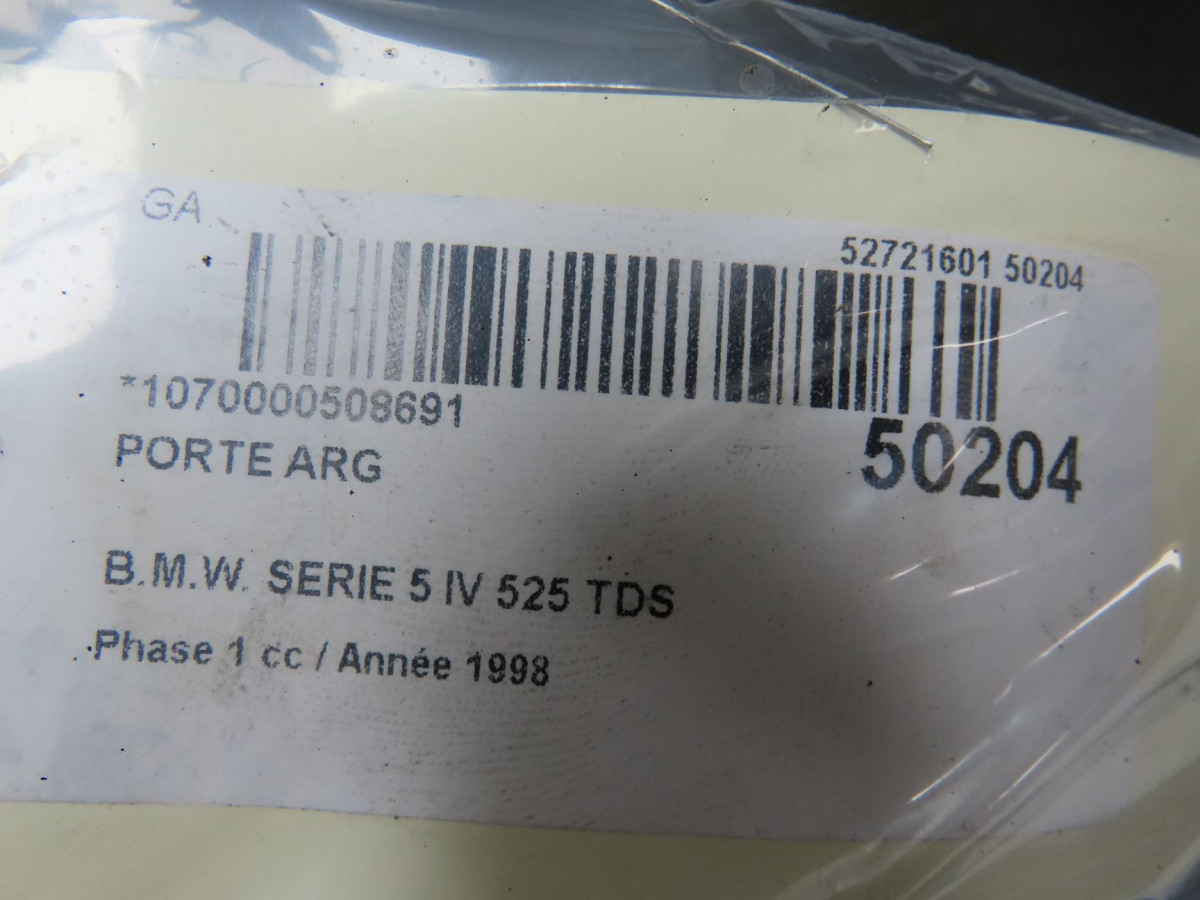 GA
52721601 50204
*1070000508691
50204
PORTE ARG
B.M.W. SERIE 5 IV 525 TDS
Phase 1 cc / Année 1998